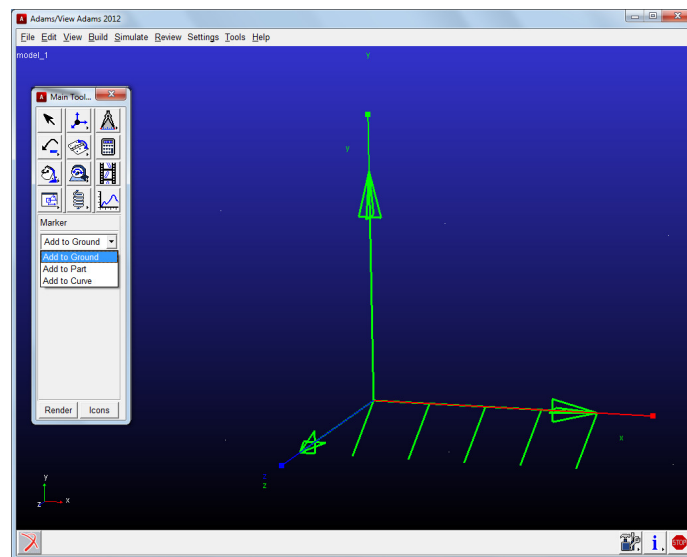 Adams/View Adams 2012
File Edit View Build Simulate Review Settings Tools Help
model_1
y
Main Tool...
y
Marker
Add to Ground
Add to Ground
Add to Part
Add to Curve
Render Icons
x
z
z
y
z x
i
STOP